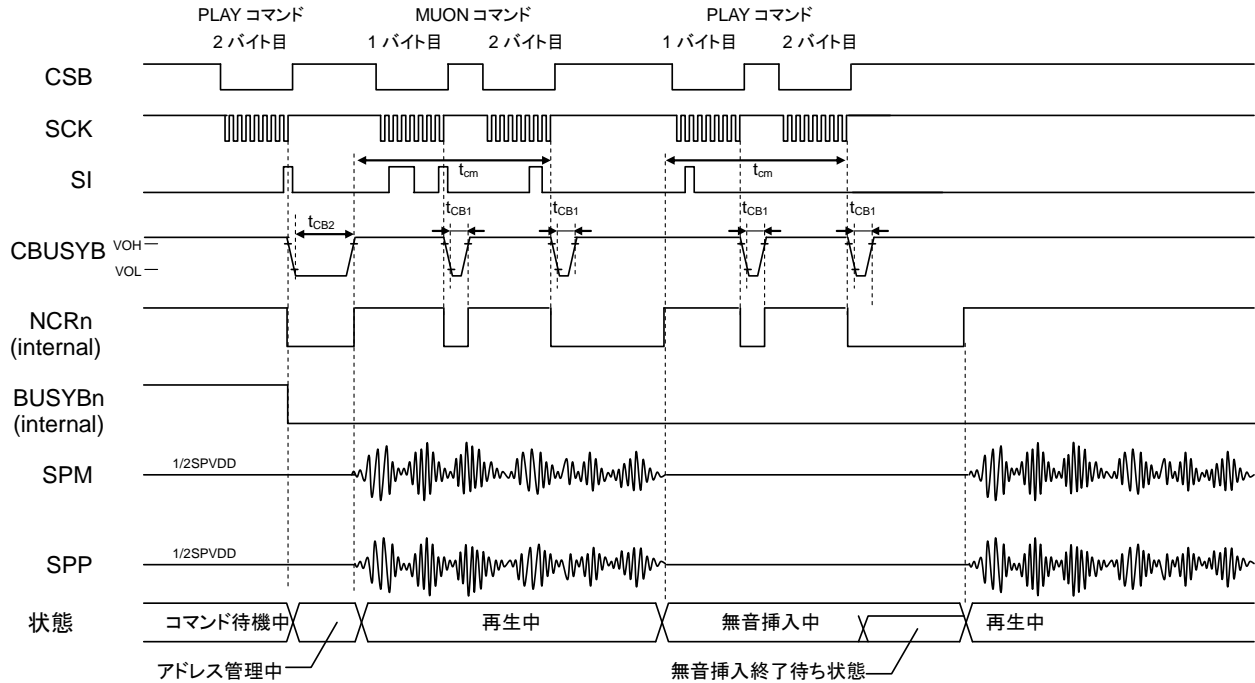 PLAY コマンド MUON コマンド PLAY コマンド
2 バイト目 1 バイト目 2 バイト目 1 バイト目 2 バイト目
CSB
SCK
SI
tcm tcm
tCB2 tCB1 tCB1 tCB1 tCB1
CBUSYB
VOH
VOL
NCRn
(internal)
BUSYBn
(internal)
1/2SPVDD
SPM
1/2SPVDD
SPP
状態 コマンド待機中 再生中 無音挿入中 再生中
アドレス管理中 無音挿入終了待ち状態